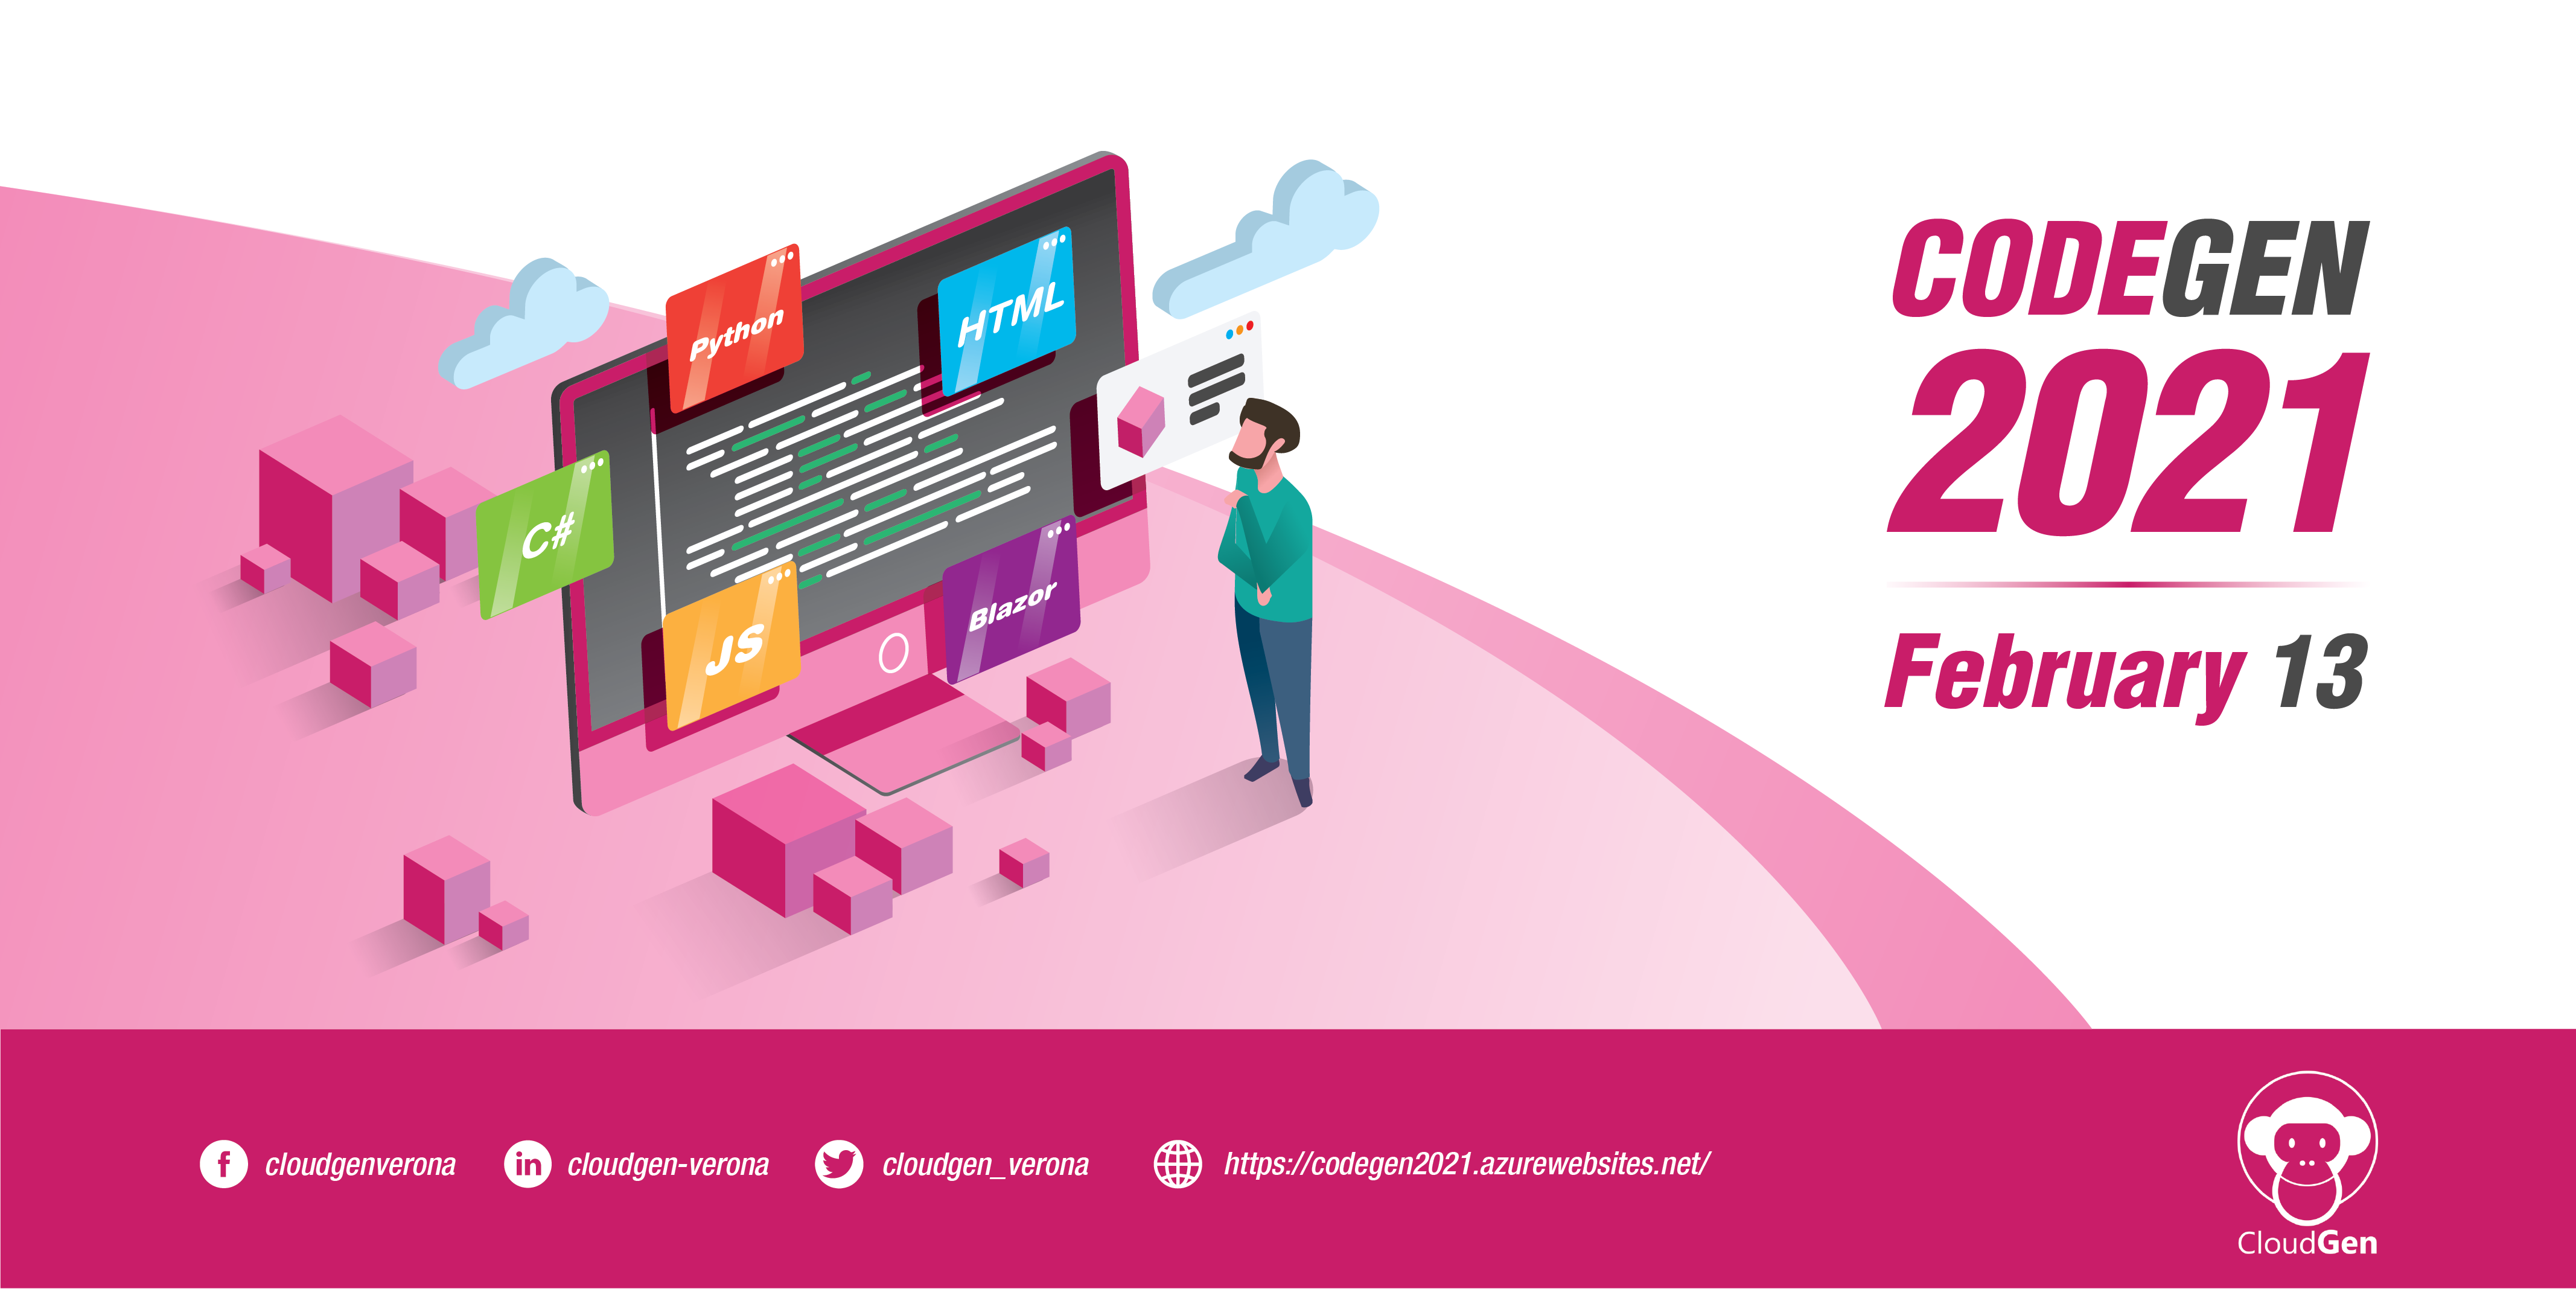 CODEGEN
2021
February 13
Python
HTML
C#
JS
Blazor
cloudgenverona
cloudgen-verona
cloudgen_verona
https://codegen2021.azurewebsites.net/
CloudGen